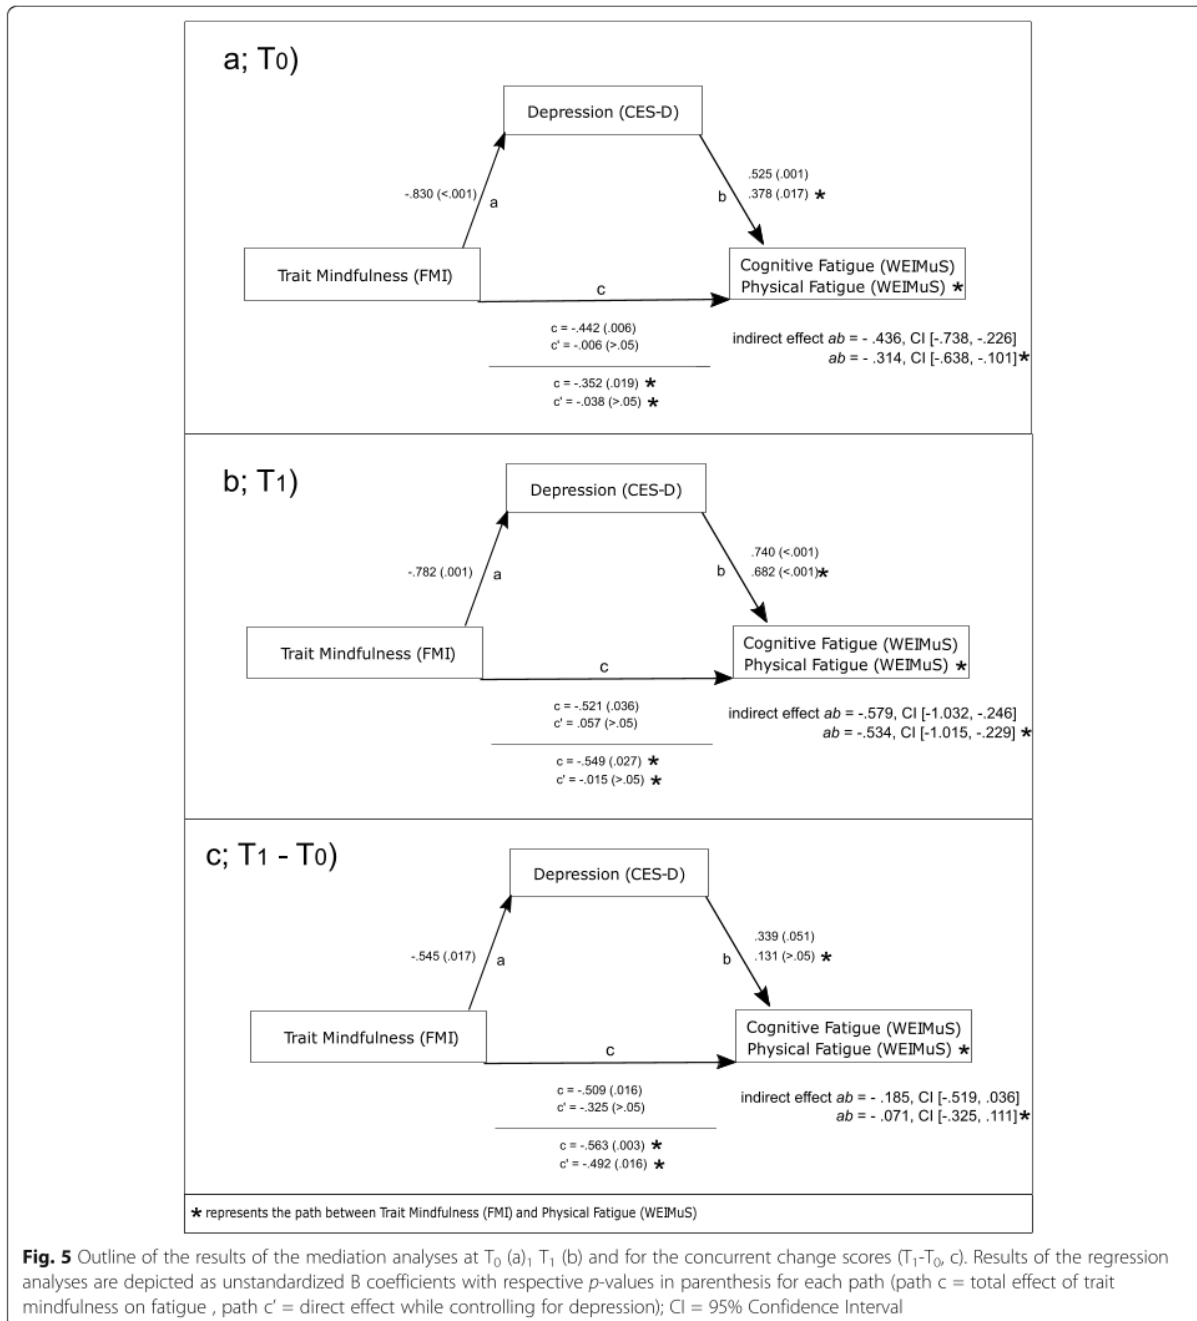 a; T0)
Depression (CES-D)
-.830 (<.001)
a
.525 (.001)
b
.378 (.017) *
Trait Mindfulness (FMI)
Cognitive Fatigue (WEIMuS)
Physical Fatigue (WEIMuS) *
c
c = -.442 (.006)
c' = -.006 (>.05)
c = -.352 (.019) *
c' = -.038 (>.05) *
indirect effect ab = - .436, CI [-.738, -.226]
ab = - .314, CI [-.638, -.101]*
b; T1)
Depression (CES-D)
-.782 (.001)
a
.740 (<.001)
b
.682 (<.001)*
Trait Mindfulness (FMI)
Cognitive Fatigue (WEIMuS)
Physical Fatigue (WEIMuS) *
c
c = -.521 (.036)
c' = .057 (>.05)
c = -.549 (.027) *
c' = -.015 (>.05) *
indirect effect ab = -.579, CI [-1.032, -.246]
ab = -.534, CI [-1.015, -.229] *
c; T1 - T0)
Depression (CES-D)
-.545 (.017)
a
.339 (.051)
b
.131 (>.05) *
Trait Mindfulness (FMI)
Cognitive Fatigue (WEIMuS)
Physical Fatigue (WEIMuS) *
c
c = -.509 (.016)
c' = -.325 (>.05)
c = -.563 (.003) *
c' = -.492 (.016) *
indirect effect ab = - .185, CI [-.519, .036]
ab = - .071, CI [-.325, .111]*
* represents the path between Trait Mindfulness (FMI) and Physical Fatigue (WEIMuS)
Fig. 5 Outline of the results of the mediation analyses at T0 (a), T1 (b) and for the concurrent change scores (T1-T0, c). Results of the regression
analyses are depicted as unstandardized B coefficients with respective p-values in parenthesis for each path (path c = total effect of trait
mindfulness on fatigue , path c' = direct effect while controlling for depression); CI = 95% Confidence Interval